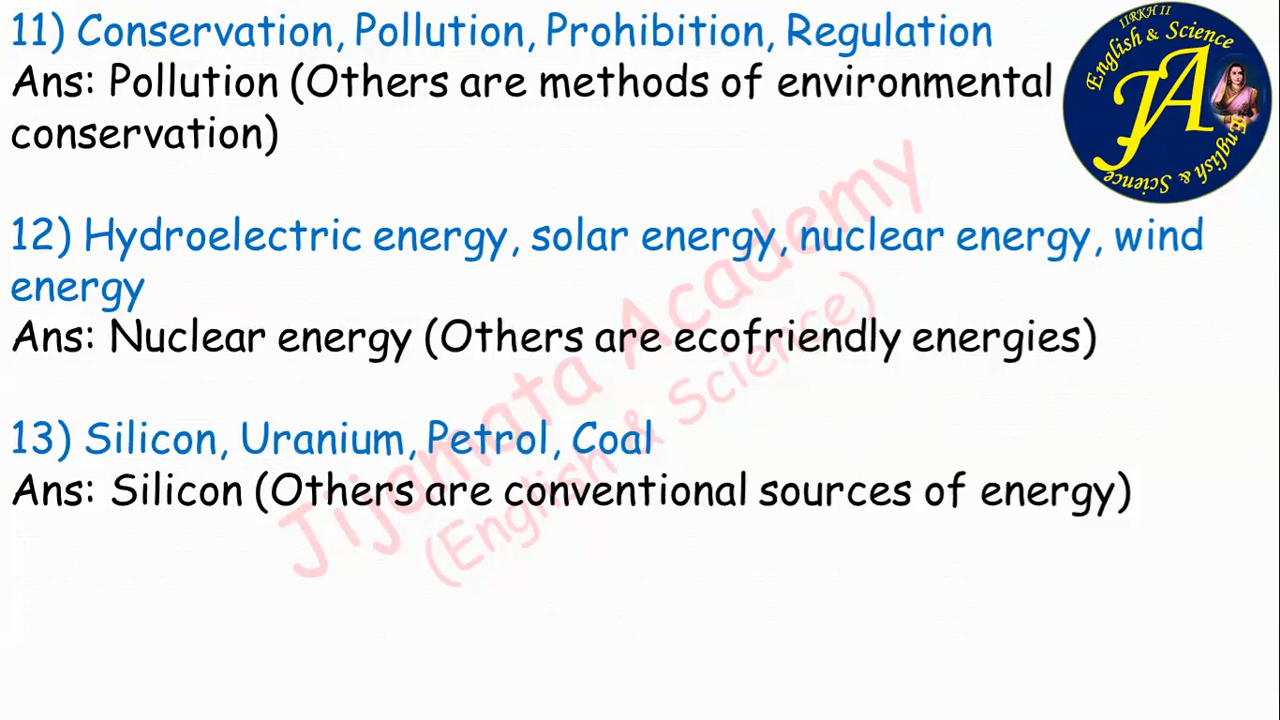 11) Conservation, Pollution, Prohibition, Regulation
Ans: Pollution (Others are methods of environmental
conservation)
12) Hydroelectric energy, solar energy, nuclear energy, wind
energy
Ans: Nuclear energy (Others are ecofriendly energies)
13) Silicon, Uranium, Petrol, Coal
Ans: Silicon (Others are conventional sources of energy)
Jijamata Academy
(English & Science)
IIRKH II
English & Science
JA
English & Science